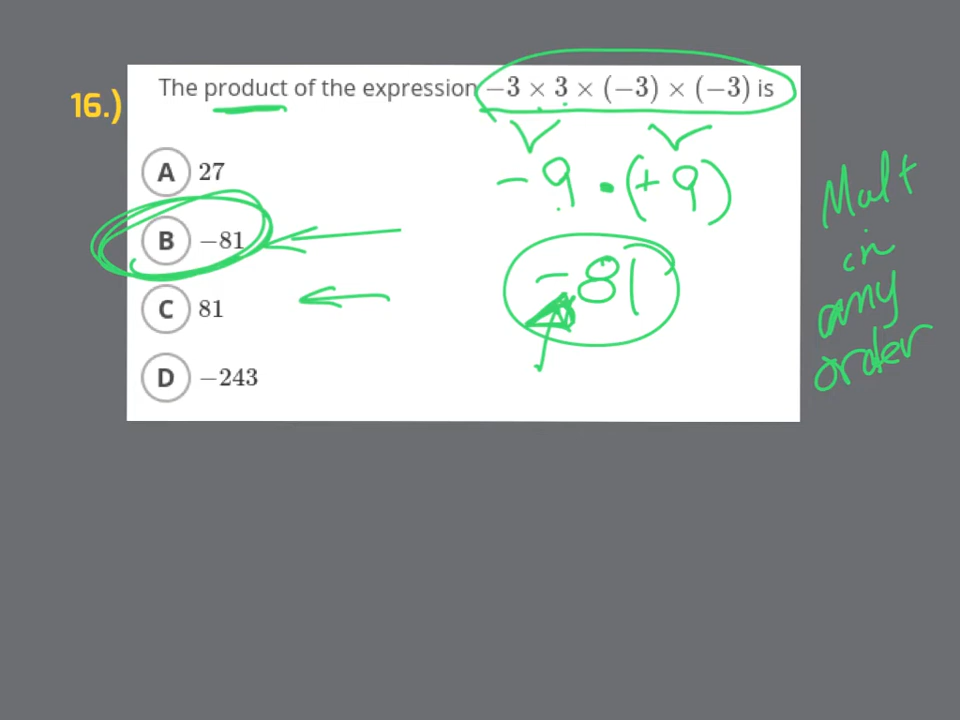 16.) The product of the expression −3 × 3 × (−3) × (−3) is
A 27
B −81
C 81
D −243
−9 · (+9)
−81
Mult
in
any
order